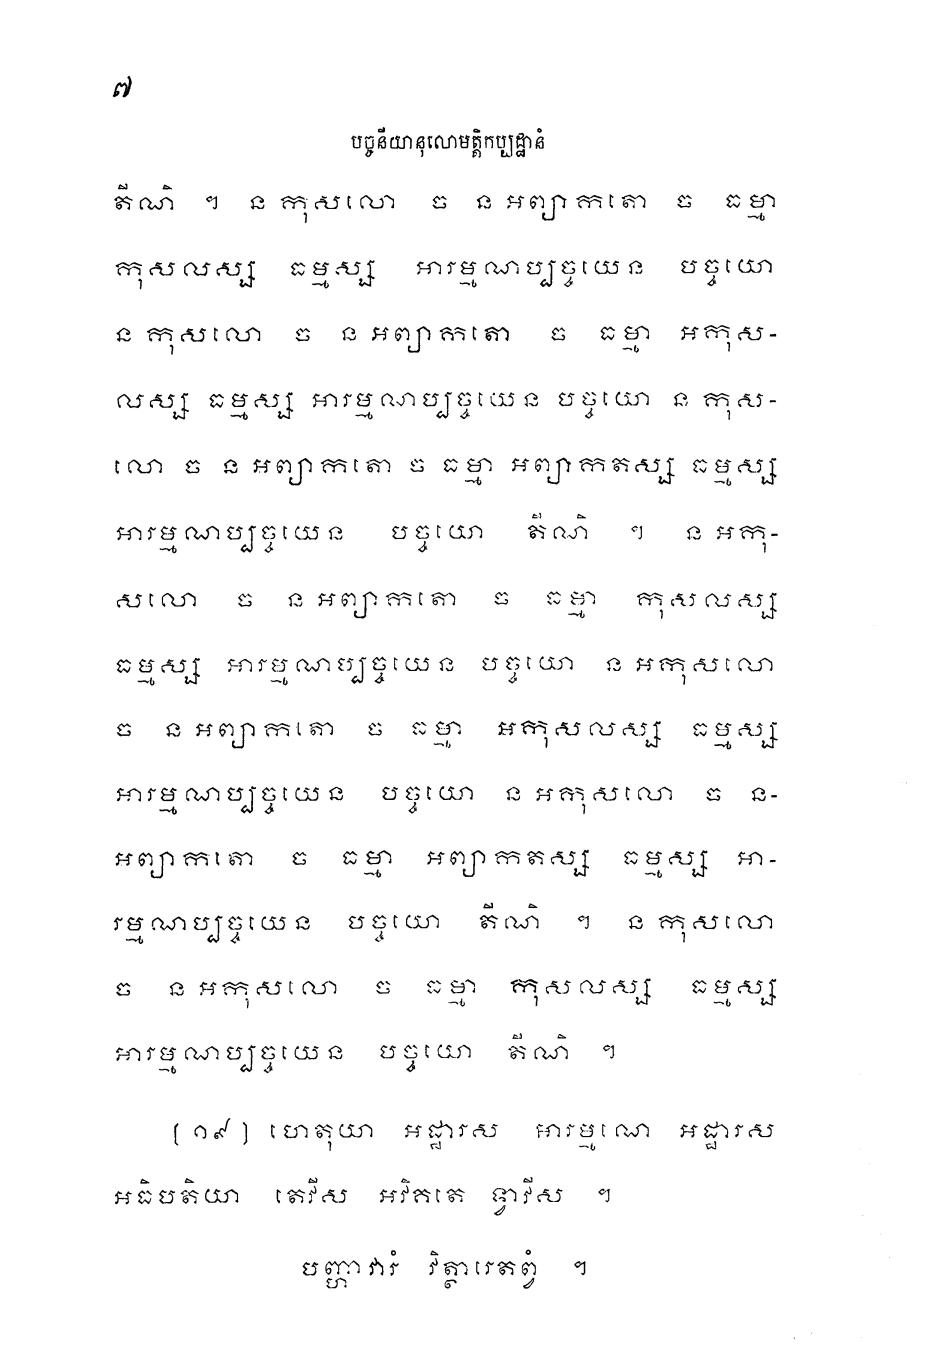 ៧
បច្ចនីយានុលោមត្តិកប្បដ្ឋានំ
តីណិ ។ ន កុសលោ ច ន អព្យាកតោ ច ធម្មា
កុសលស្ស ធម្មស្ស អារម្មណប្បច្ចយេន បច្ចយោ
ន កុសលោ ច ន អព្យាកតោ ច ធម្មា អកុស-
លស្ស ធម្មស្ស អារម្មណប្បច្ចយេន បច្ចយោ ន កុស-
លោ ច ន អព្យាកតោ ច ធម្មា អព្យាកតស្ស ធម្មស្ស
អារម្មណប្បច្ចយេន បច្ចយោ តីណិ ។ ន អកុ-
សលោ ច ន អព្យាកតោ ច ធម្មា កុសលស្ស
ធម្មស្ស អារម្មណប្បច្ចយេន បច្ចយោ ន អកុសលោ
ច ន អព្យាកតោ ច ធម្មា អកុសលស្ស ធម្មស្ស
អារម្មណប្បច្ចយេន បច្ចយោ ន អកុសលោ ច ន-
អព្យាកតោ ច ធម្មា អព្យាកតស្ស ធម្មស្ស អា-
រម្មណប្បច្ចយេន បច្ចយោ តីណិ ។ ន កុសលោ
ច ន អកុសលោ ច ធម្មា កុសលស្ស ធម្មស្ស
អារម្មណប្បច្ចយេន បច្ចយោ តីណិ ។
[ ១៩ ] ហេតុយា អដ្ឋារស អារម្មណេ អដ្ឋារស
អធិបតិយា តេវីស អវិគតេ ទ្វាវីស ។
បញ្ហាវារំ វិត្ថារេតព្វំ ។